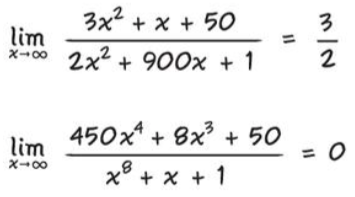 lim x→∞ (3x² + x + 50) / (2x² + 900x + 1) = 3/2
lim x→∞ (450x⁴ + 8x³ + 50) / (x⁸ + x + 1) = 0